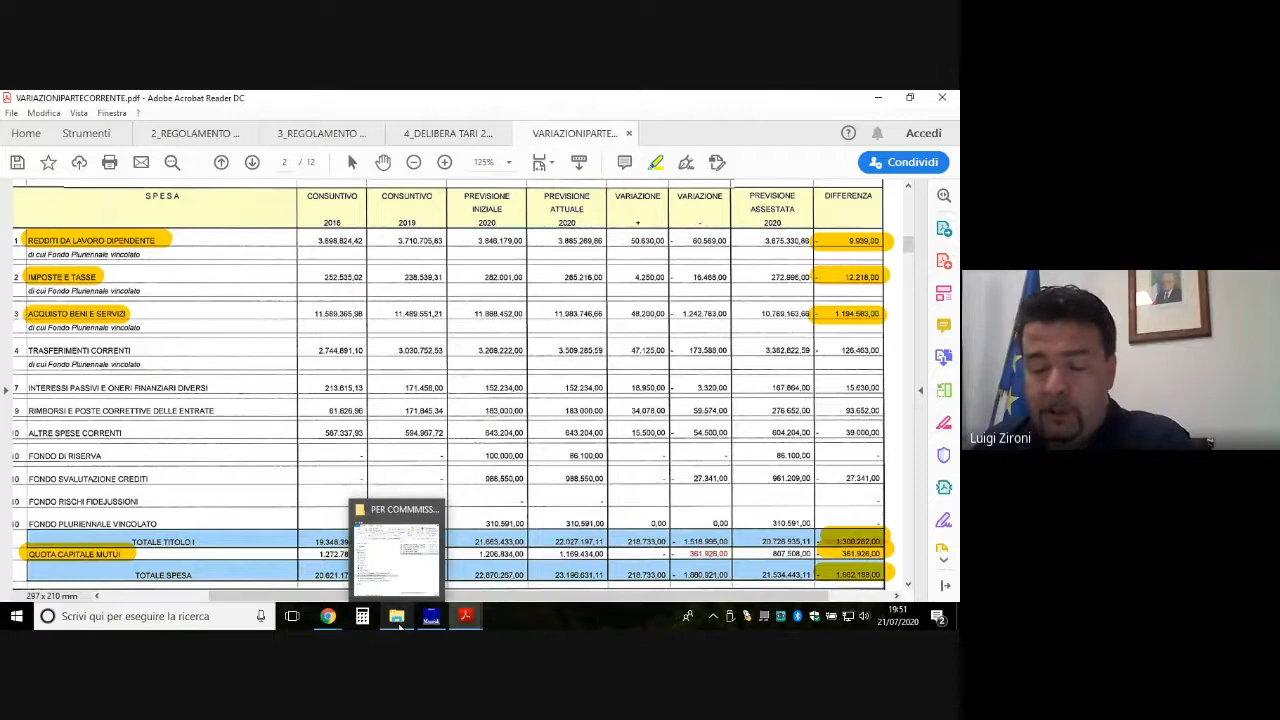 VARIAZIONIPARTECORRENTE.pdf - Adobe Acrobat Reader DC
File Modifica Vista Finestra ?
Home Strumenti 2_REGOLAMENTO ... 3_REGOLAMENTO ... 4_DELIBERA TARI 2... VARIAZIONIPARTE... × Accedi
2 / 12 125% Condividi
S P E S A CONSUNTIVO 2018 CONSUNTIVO 2019 PREVISIONE INIZIALE 2020 PREVISIONE ATTUALE 2020 VARIAZIONE + VARIAZIONE - PREVISIONE ASSESTATA 2020 DIFFERENZA
1 REDDITI DA LAVORO DIPENDENTE 3.698.824,42 3.710.705,63 3.846.179,00 3.885.269,86 50.630,00 - 60.569,00 3.875.330,86 - 9.939,00
di cui Fondo Pluriennale vincolato
2 IMPOSTE E TASSE 252.535,02 238.539,31 282.001,00 285.216,00 4.250,00 - 16.468,00 272.998,00 - 12.218,00
di cui Fondo Pluriennale vincolato
3 ACQUISTO BENI E SERVIZI 11.589.365,98 11.489.551,21 11.888.452,00 11.983.746,66 48.200,00 - 1.242.783,00 10.789.163,66 - 1.194.583,00
di cui Fondo Pluriennale vincolato
4 TRASFERIMENTI CORRENTI 2.744.691,10 3.030.752,53 3.269.222,00 3.509.285,59 47.125,00 - 173.588,00 3.382.822,59 - 126.463,00
di cui Fondo Pluriennale vincolato
7 INTERESSI PASSIVI E ONERI FINANZIARI DIVERSI 213.615,13 171.458,00 152.234,00 152.234,00 18.950,00 - 3.320,00 167.864,00 15.630,00
9 RIMBORSI E POSTE CORRETTIVE DELLE ENTRATE 61.626,96 171.845,34 183.000,00 183.000,00 34.078,00 59.574,00 276.652,00 93.652,00
10 ALTRE SPESE CORRENTI 567.337,93 594.967,72 643.204,00 643.204,00 15.500,00 - 54.500,00 604.204,00 - 39.000,00
10 FONDO DI RISERVA - - 100.000,00 86.100,00 - 86.100,00 -
10 FONDO SVALUTAZIONE CREDITI - - 988.550,00 988.550,00 - 27.341,00 961.209,00 - 27.341,00
10 FONDO RISCHI FIDEJUSSIONI - - -
10 FONDO PLURIENNALE VINCOLATO - 310.591,00 310.591,00 0,00 0,00 310.591,00 -
TOTALE TITOLO I 19.348.39 21.663.433,00 22.027.197,11 218.733,00 - 1.518.995,00 20.726.935,11 - 1.300.262,00
QUOTA CAPITALE MUTUI 1.272.78 1.206.834,00 1.169.434,00 - 361.926,00 807.508,00 - 361.926,00
TOTALE SPESA 20.621.17 22.870.267,00 23.196.631,11 218.733,00 - 1.880.921,00 21.534.443,11 - 1.662.188,00
PER COMMMISS...
297 x 210 mm
Scrivi qui per eseguire la ricerca
19:51
21/07/2020
2
Luigi Zironi